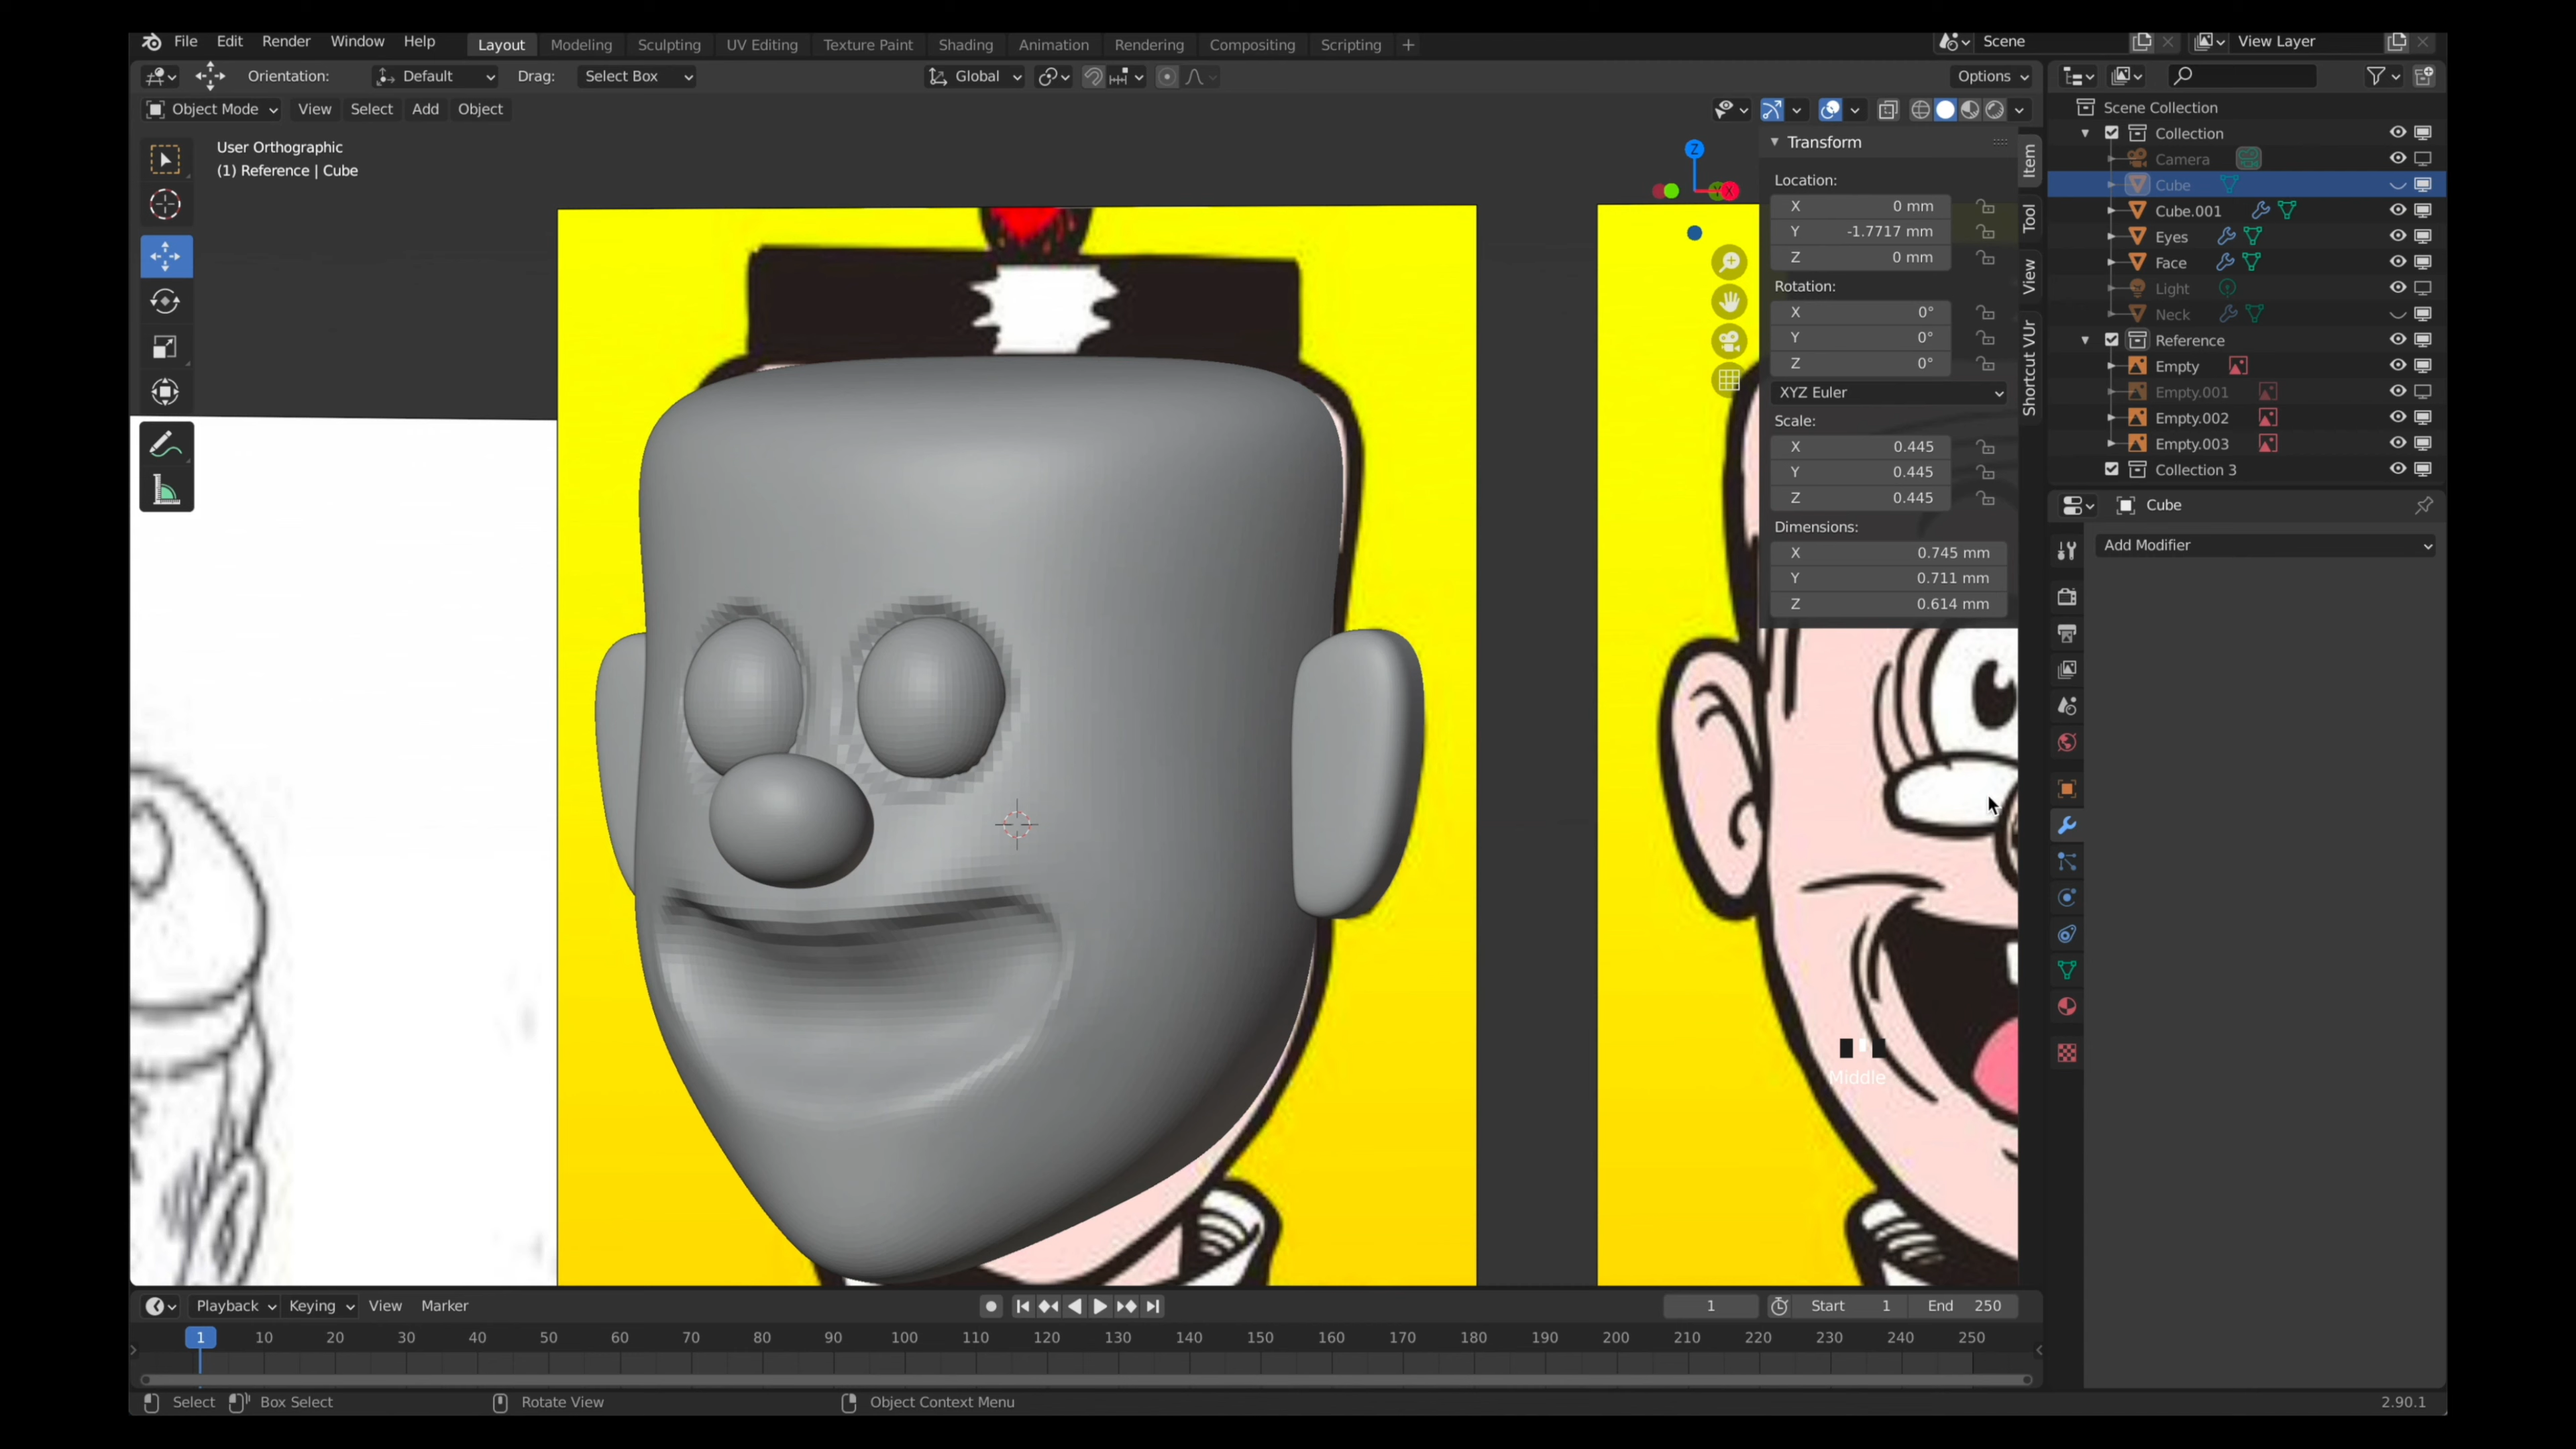 File Edit Render Window Help Layout Modeling Sculpting UV Editing Texture Paint Shading Animation Rendering Compositing Scripting + Scene View Layer
Orientation: Default Drag: Select Box Global Options
Object Mode View Select Add Object
User Orthographic
(1) Reference | Cube
Z
X
Transform
Location:
X 0 mm
Y -1.7717 mm
Z 0 mm
Rotation:
X 0°
Y 0°
Z 0°
XYZ Euler
Scale:
X 0.445
Y 0.445
Z 0.445
Dimensions:
X 0.745 mm
Y 0.711 mm
Z 0.614 mm
Item
Tool
View
Shortcut VUr
Scene Collection
Collection
Camera
Cube
Cube.001
Eyes
Face
Light
Neck
Reference
Empty
Empty.001
Empty.002
Empty.003
Collection 3
Cube
Add Modifier
Middle
Playback Keying View Marker 1 Start 1 End 250
1 10 20 30 40 50 60 70 80 90 100 110 120 130 140 150 160 170 180 190 200 210 220 230 240 250
Select Box Select Rotate View Object Context Menu 2.90.1